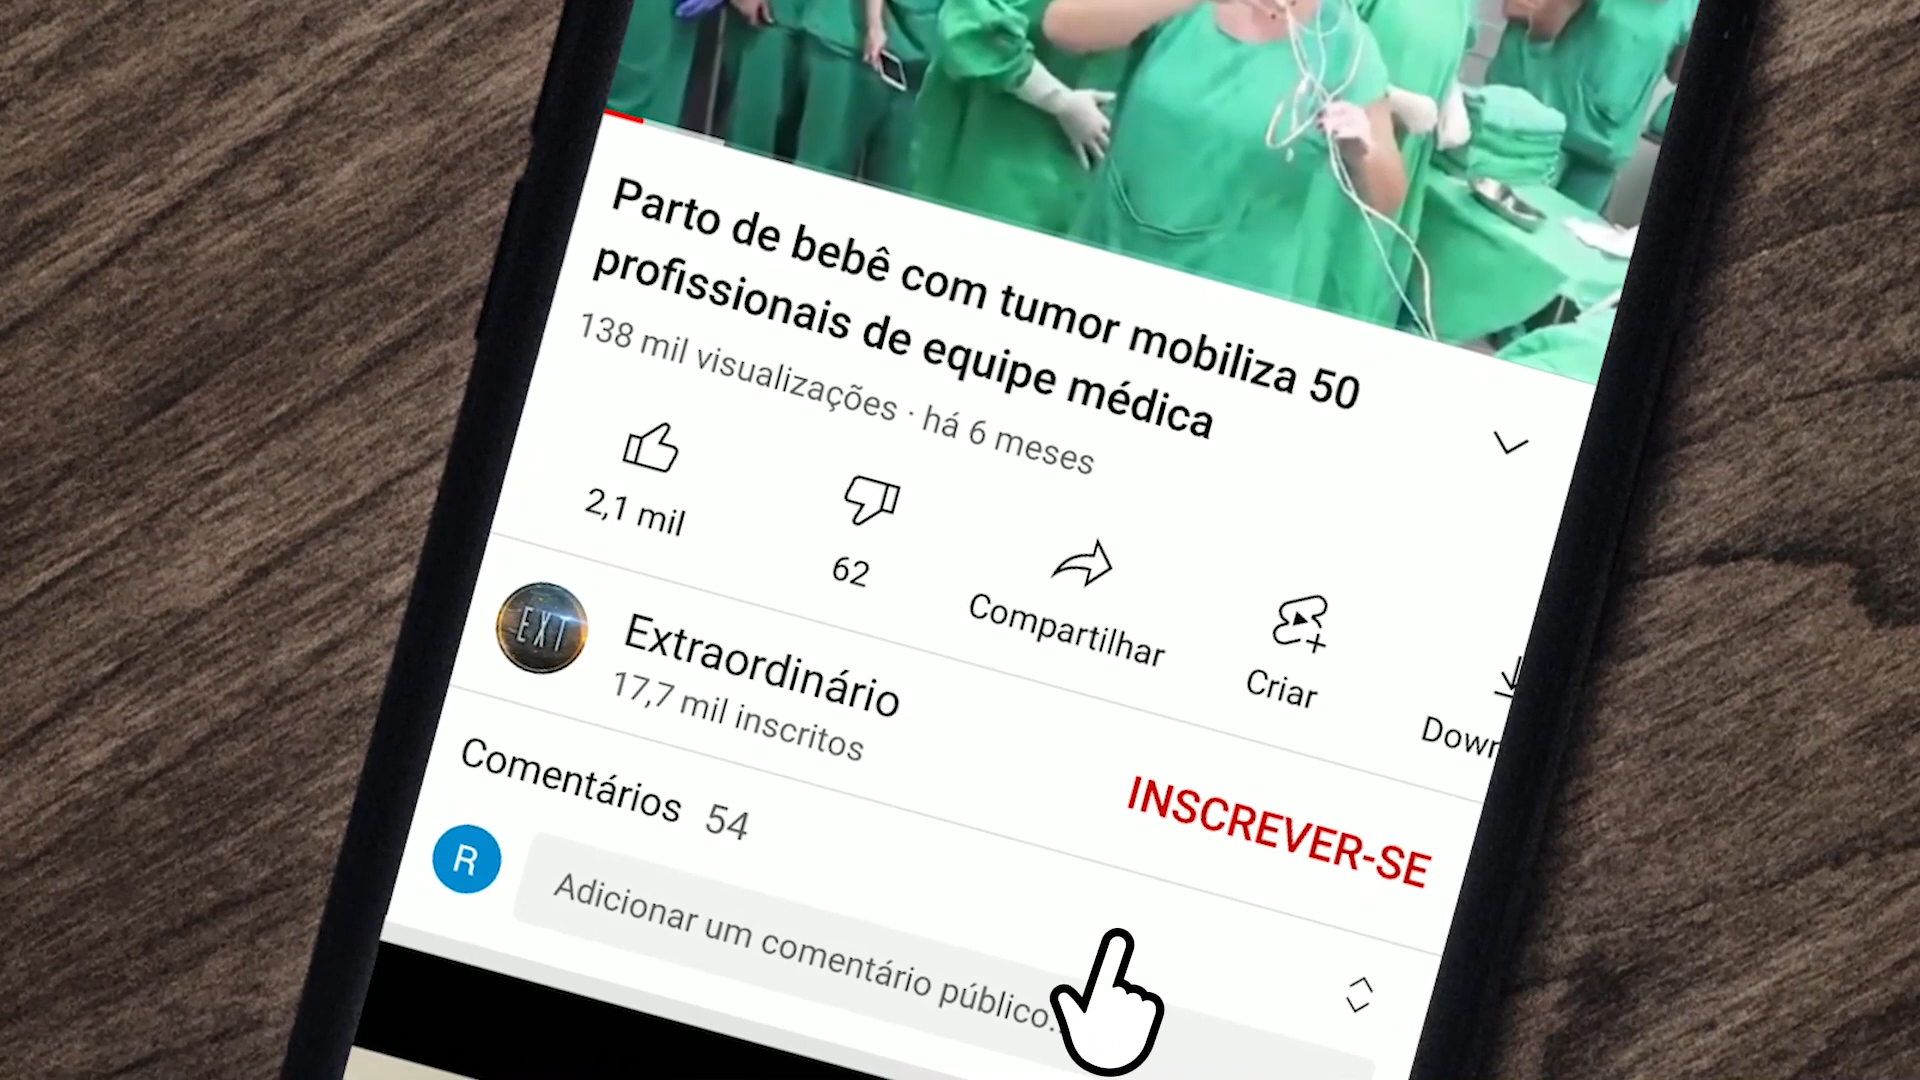 Parto de bebê com tumor mobiliza 50
profissionais de equipe médica
138 mil visualizações · há 6 meses
2,1 mil
62
Compartilhar
Criar
Down
EXT
Extraordinário
17,7 mil inscritos
INSCREVER-SE
Comentários 54
R
Adicionar um comentário público...